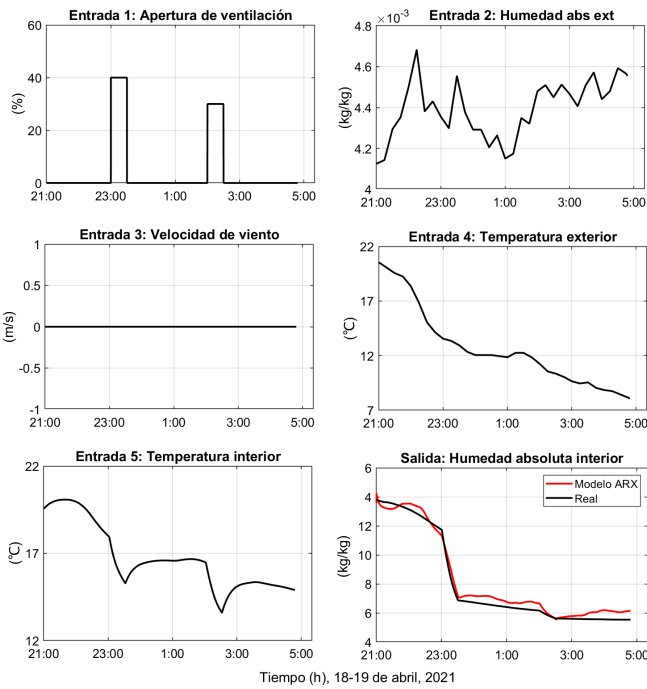 Entrada 1: Apertura de ventilación
60
40
20
0
(%)
21:00 23:00 1:00 3:00 5:00
Entrada 2: Humedad abs ext
×10⁻³
4.8
4.6
4.4
4.2
4
(kg/kg)
21:00 23:00 1:00 3:00 5:00
Entrada 3: Velocidad de viento
1
0.5
0
-0.5
-1
(m/s)
21:00 23:00 1:00 3:00 5:00
Entrada 4: Temperatura exterior
22
17
12
7
(℃)
21:00 23:00 1:00 3:00 5:00
Entrada 5: Temperatura interior
22
17
12
(℃)
21:00 23:00 1:00 3:00 5:00
Salida: Humedad absoluta interior
6
4
12
10
8
6
4
(kg/kg)
Modelo ARX
Real
21:00 23:00 1:00 3:00 5:00
Tiempo (h), 18-19 de abril, 2021